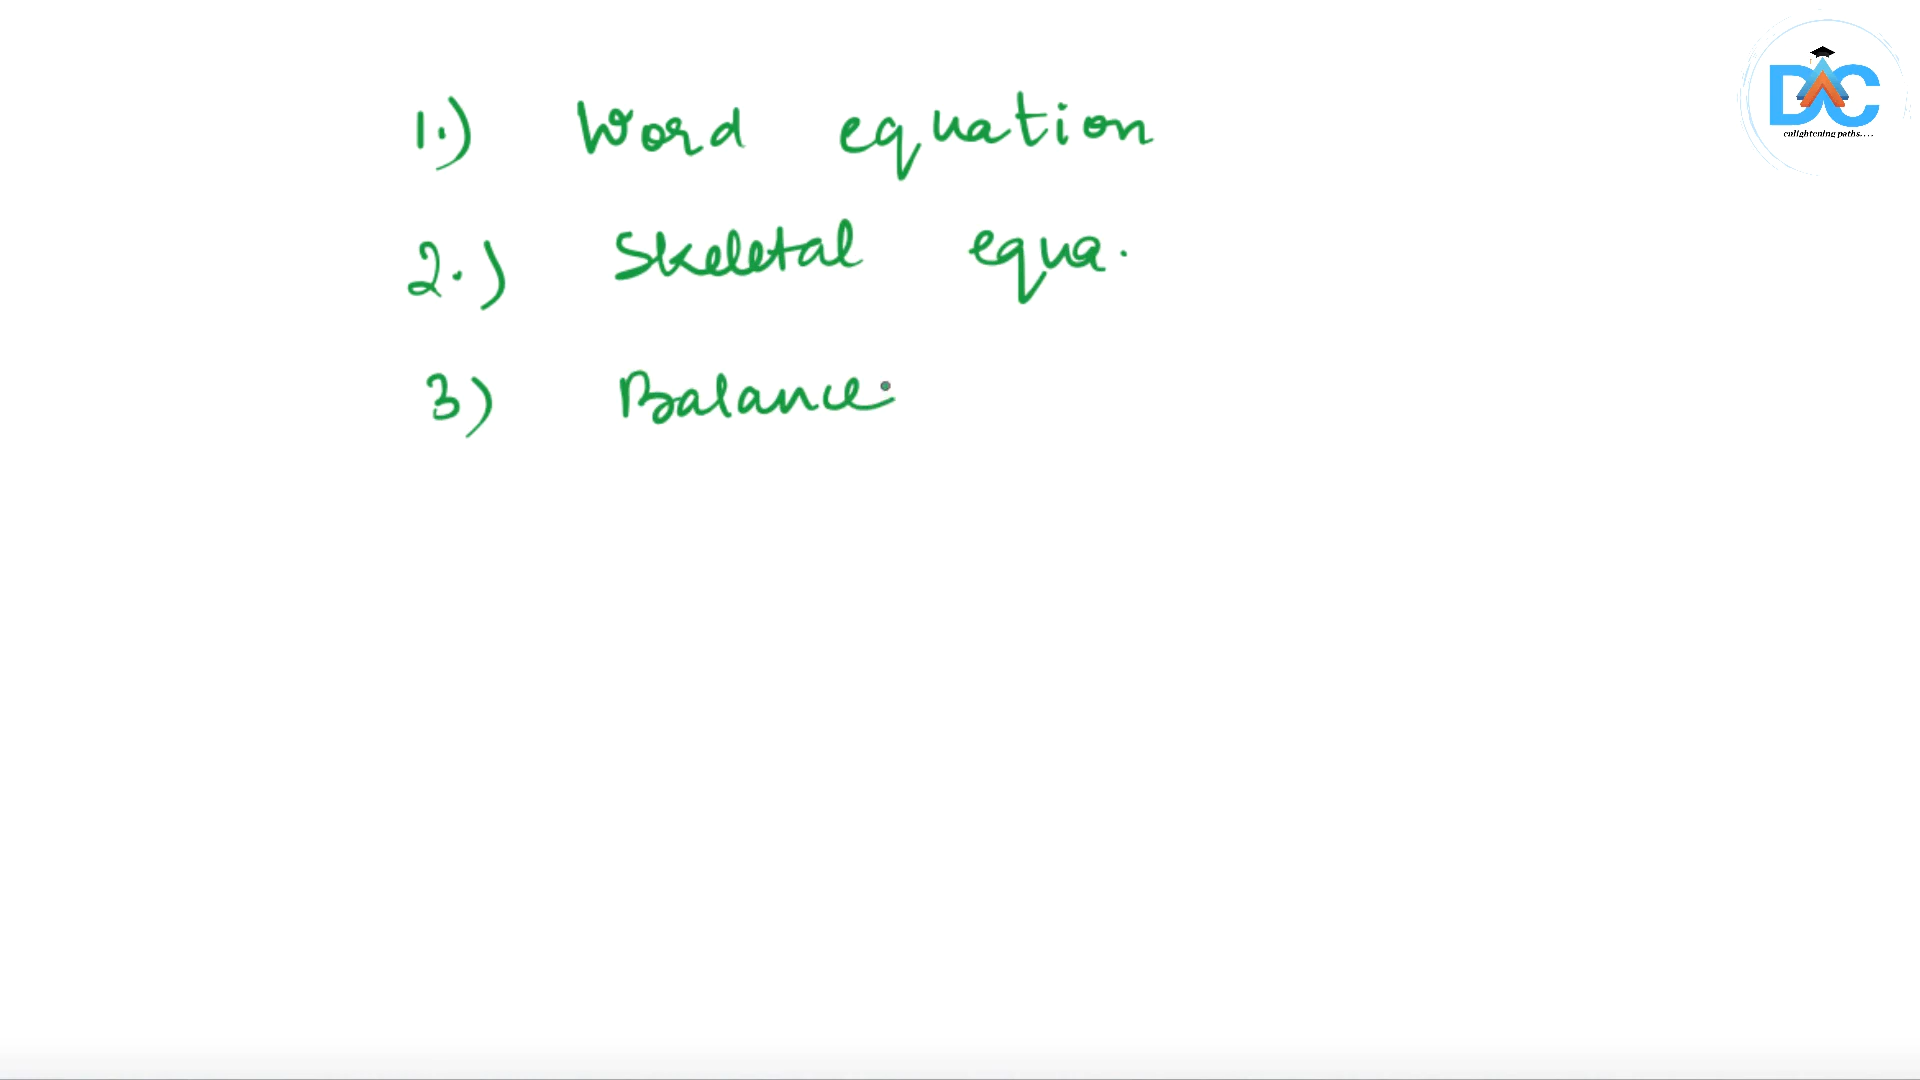 DAC
enlightening paths....
1.) Word equation
2.) Skeletal equa.
3) Balance